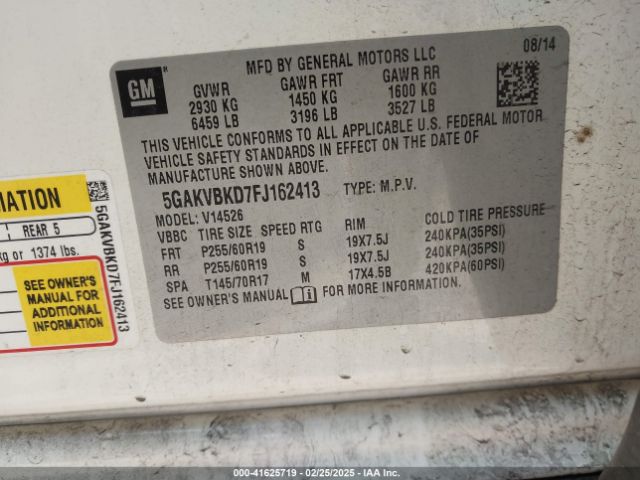 GM
®
MFD BY GENERAL MOTORS LLC
08/14
GVWR GAWR FRT GAWR RR
2930 KG 1450 KG 1600 KG
6459 LB 3196 LB 3527 LB
THIS VEHICLE CONFORMS TO ALL APPLICABLE U.S. FEDERAL MOTOR
VEHICLE SAFETY STANDARDS IN EFFECT ON THE DATE OF
MANUFACTURE SHOWN ABOVE.
5GAKVBKD7FJ162413 TYPE: M.P.V.
MODEL: V14526
VBBC TIRE SIZE SPEED RTG RIM COLD TIRE PRESSURE
FRT P255/60R19 S 19X7.5J 240KPA(35PSI)
RR P255/60R19 S 19X7.5J 240KPA(35PSI)
SPA T145/70R17 M 17X4.5B 420KPA(60PSI)
SEE OWNER'S MANUAL FOR MORE INFORMATION.
REAR 5
kg or 1374 lbs.
SEE OWNER'S
MANUAL FOR
ADDITIONAL
INFORMATION
5GAKVBKD7FJ162413
000-41625719 - 02/25/2025 - IAA Inc.